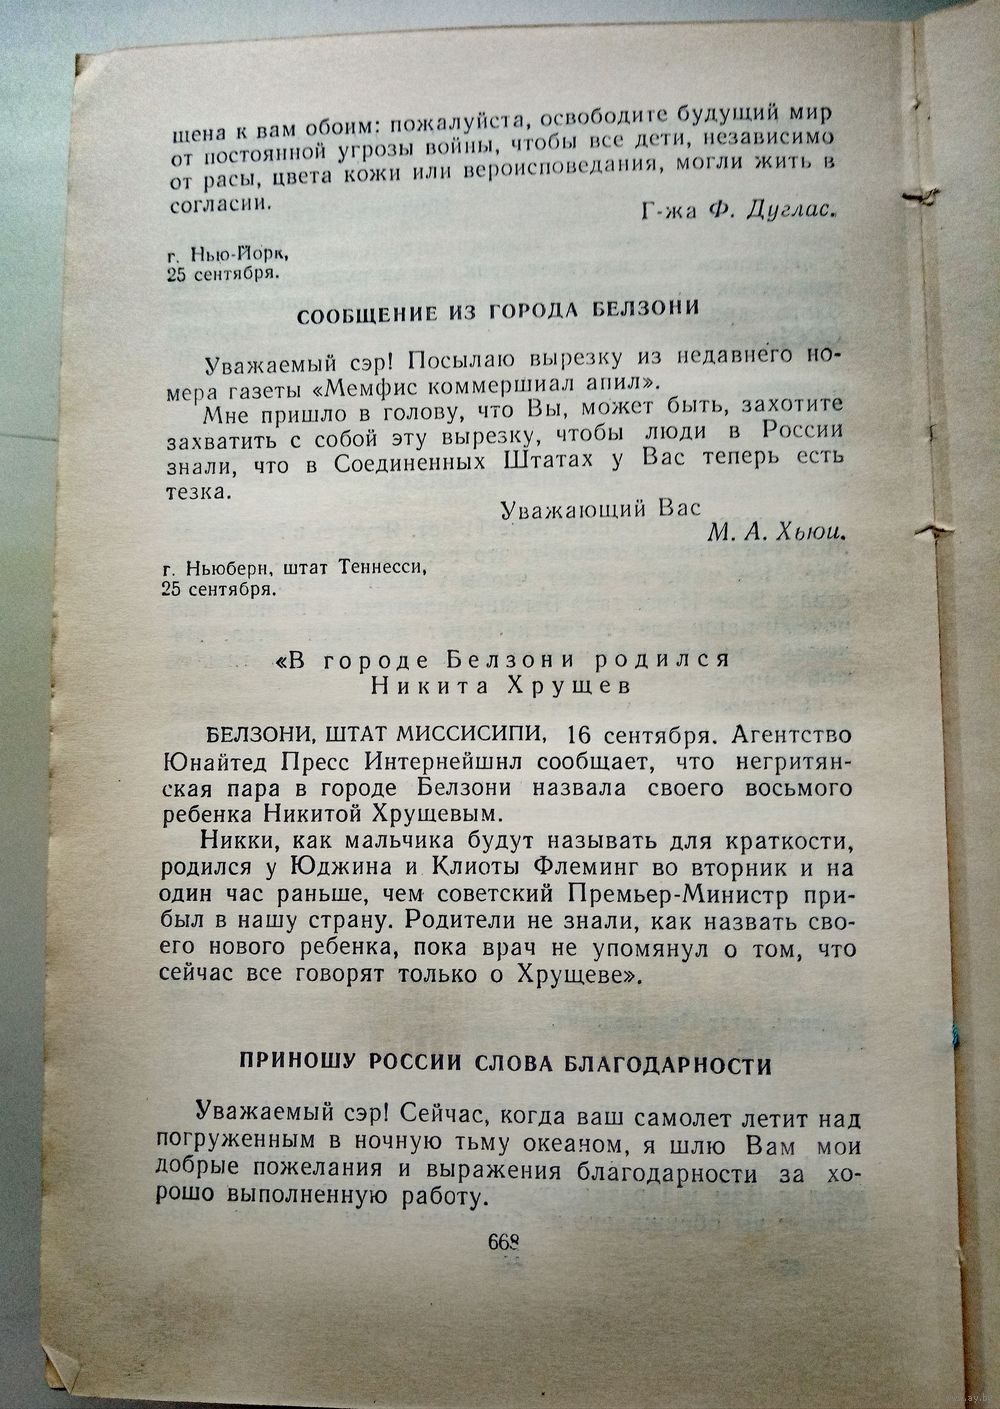 шена к вам обоим: пожалуйста, освободите будущий мир
от постоянной угрозы войны, чтобы все дети, независимо
от расы, цвета кожи или вероисповедания, могли жить в
согласии.
Г-жа Ф. Дуглас.
г. Нью-Йорк,
25 сентября.
СООБЩЕНИЕ ИЗ ГОРОДА БЕЛЗОНИ
Уважаемый сэр! Посылаю вырезку из недавнего но-
мера газеты «Мемфис коммершиал апил».
Мне пришло в голову, что Вы, может быть, захотите
захватить с собой эту вырезку, чтобы люди в России
знали, что в Соединенных Штатах у Вас теперь есть
тезка.
Уважающий Вас
М. А. Хьюи.
г. Ньюберн, штат Теннесси,
25 сентября.
«В городе Белзони родился
Никита Хрущев
БЕЛЗОНИ, ШТАТ МИССИСИПИ, 16 сентября. Агентство
Юнайтед Пресс Интернейшнл сообщает, что негритян-
ская пара в городе Белзони назвала своего восьмого
ребенка Никитой Хрущевым.
Никки, как мальчика будут называть для краткости,
родился у Юджина и Клиоты Флеминг во вторник и на
один час раньше, чем советский Премьер-Министр при-
был в нашу страну. Родители не знали, как назвать сво-
его нового ребенка, пока врач не упомянул о том, что
сейчас все говорят только о Хрущеве».
ПРИНОШУ РОССИИ СЛОВА БЛАГОДАРНОСТИ
Уважаемый сэр! Сейчас, когда ваш самолет летит над
погруженным в ночную тьму океаном, я шлю Вам мои
добрые пожелания и выражения благодарности за хо-
рошо выполненную работу.
668